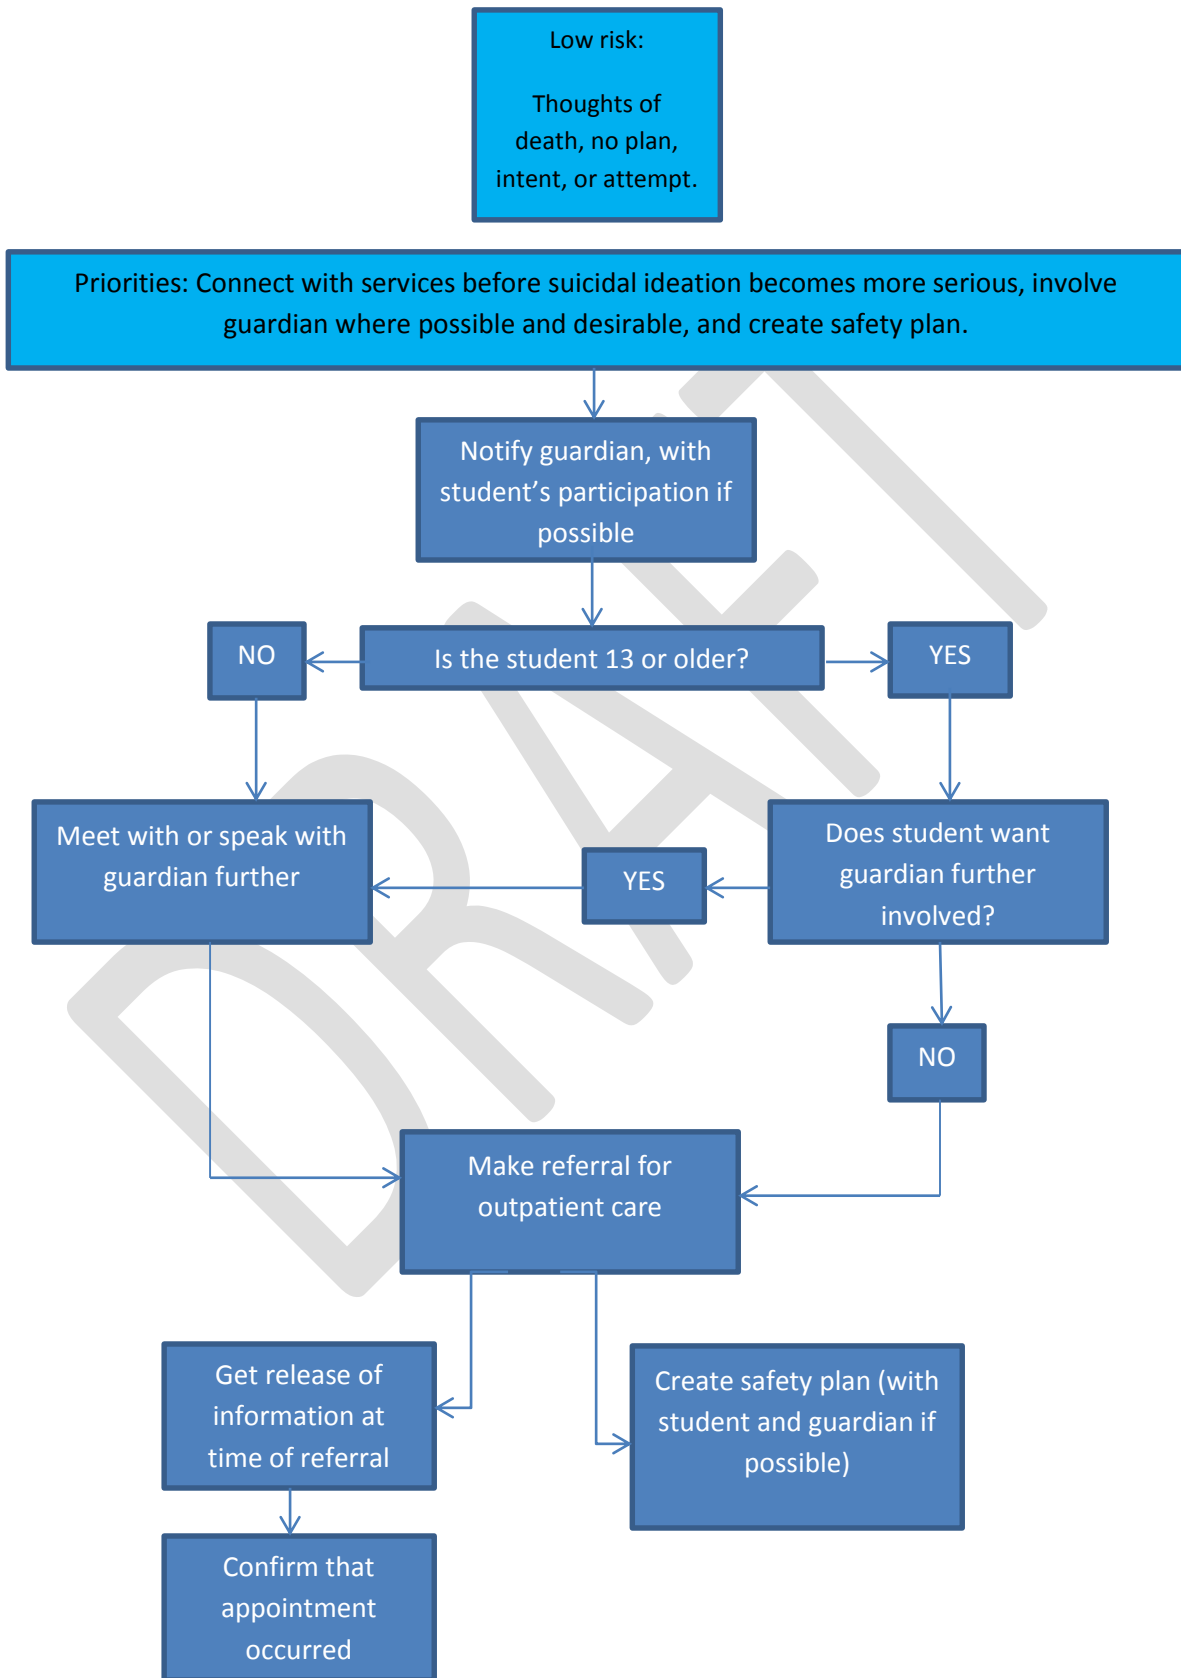 Low risk:
Thoughts of
death, no plan,
intent, or attempt.
Priorities: Connect with services before suicidal ideation becomes more serious, involve
guardian where possible and desirable, and create safety plan.
Notify guardian, with
student’s participation if
possible
NO
Is the student 13 or older?
YES
Meet with or speak with
guardian further
YES
Does student want
guardian further
involved?
NO
Make referral for
outpatient care
Get release of
information at
time of referral
Create safety plan (with
student and guardian if
possible)
Confirm that
appointment
occurred
DRAFT